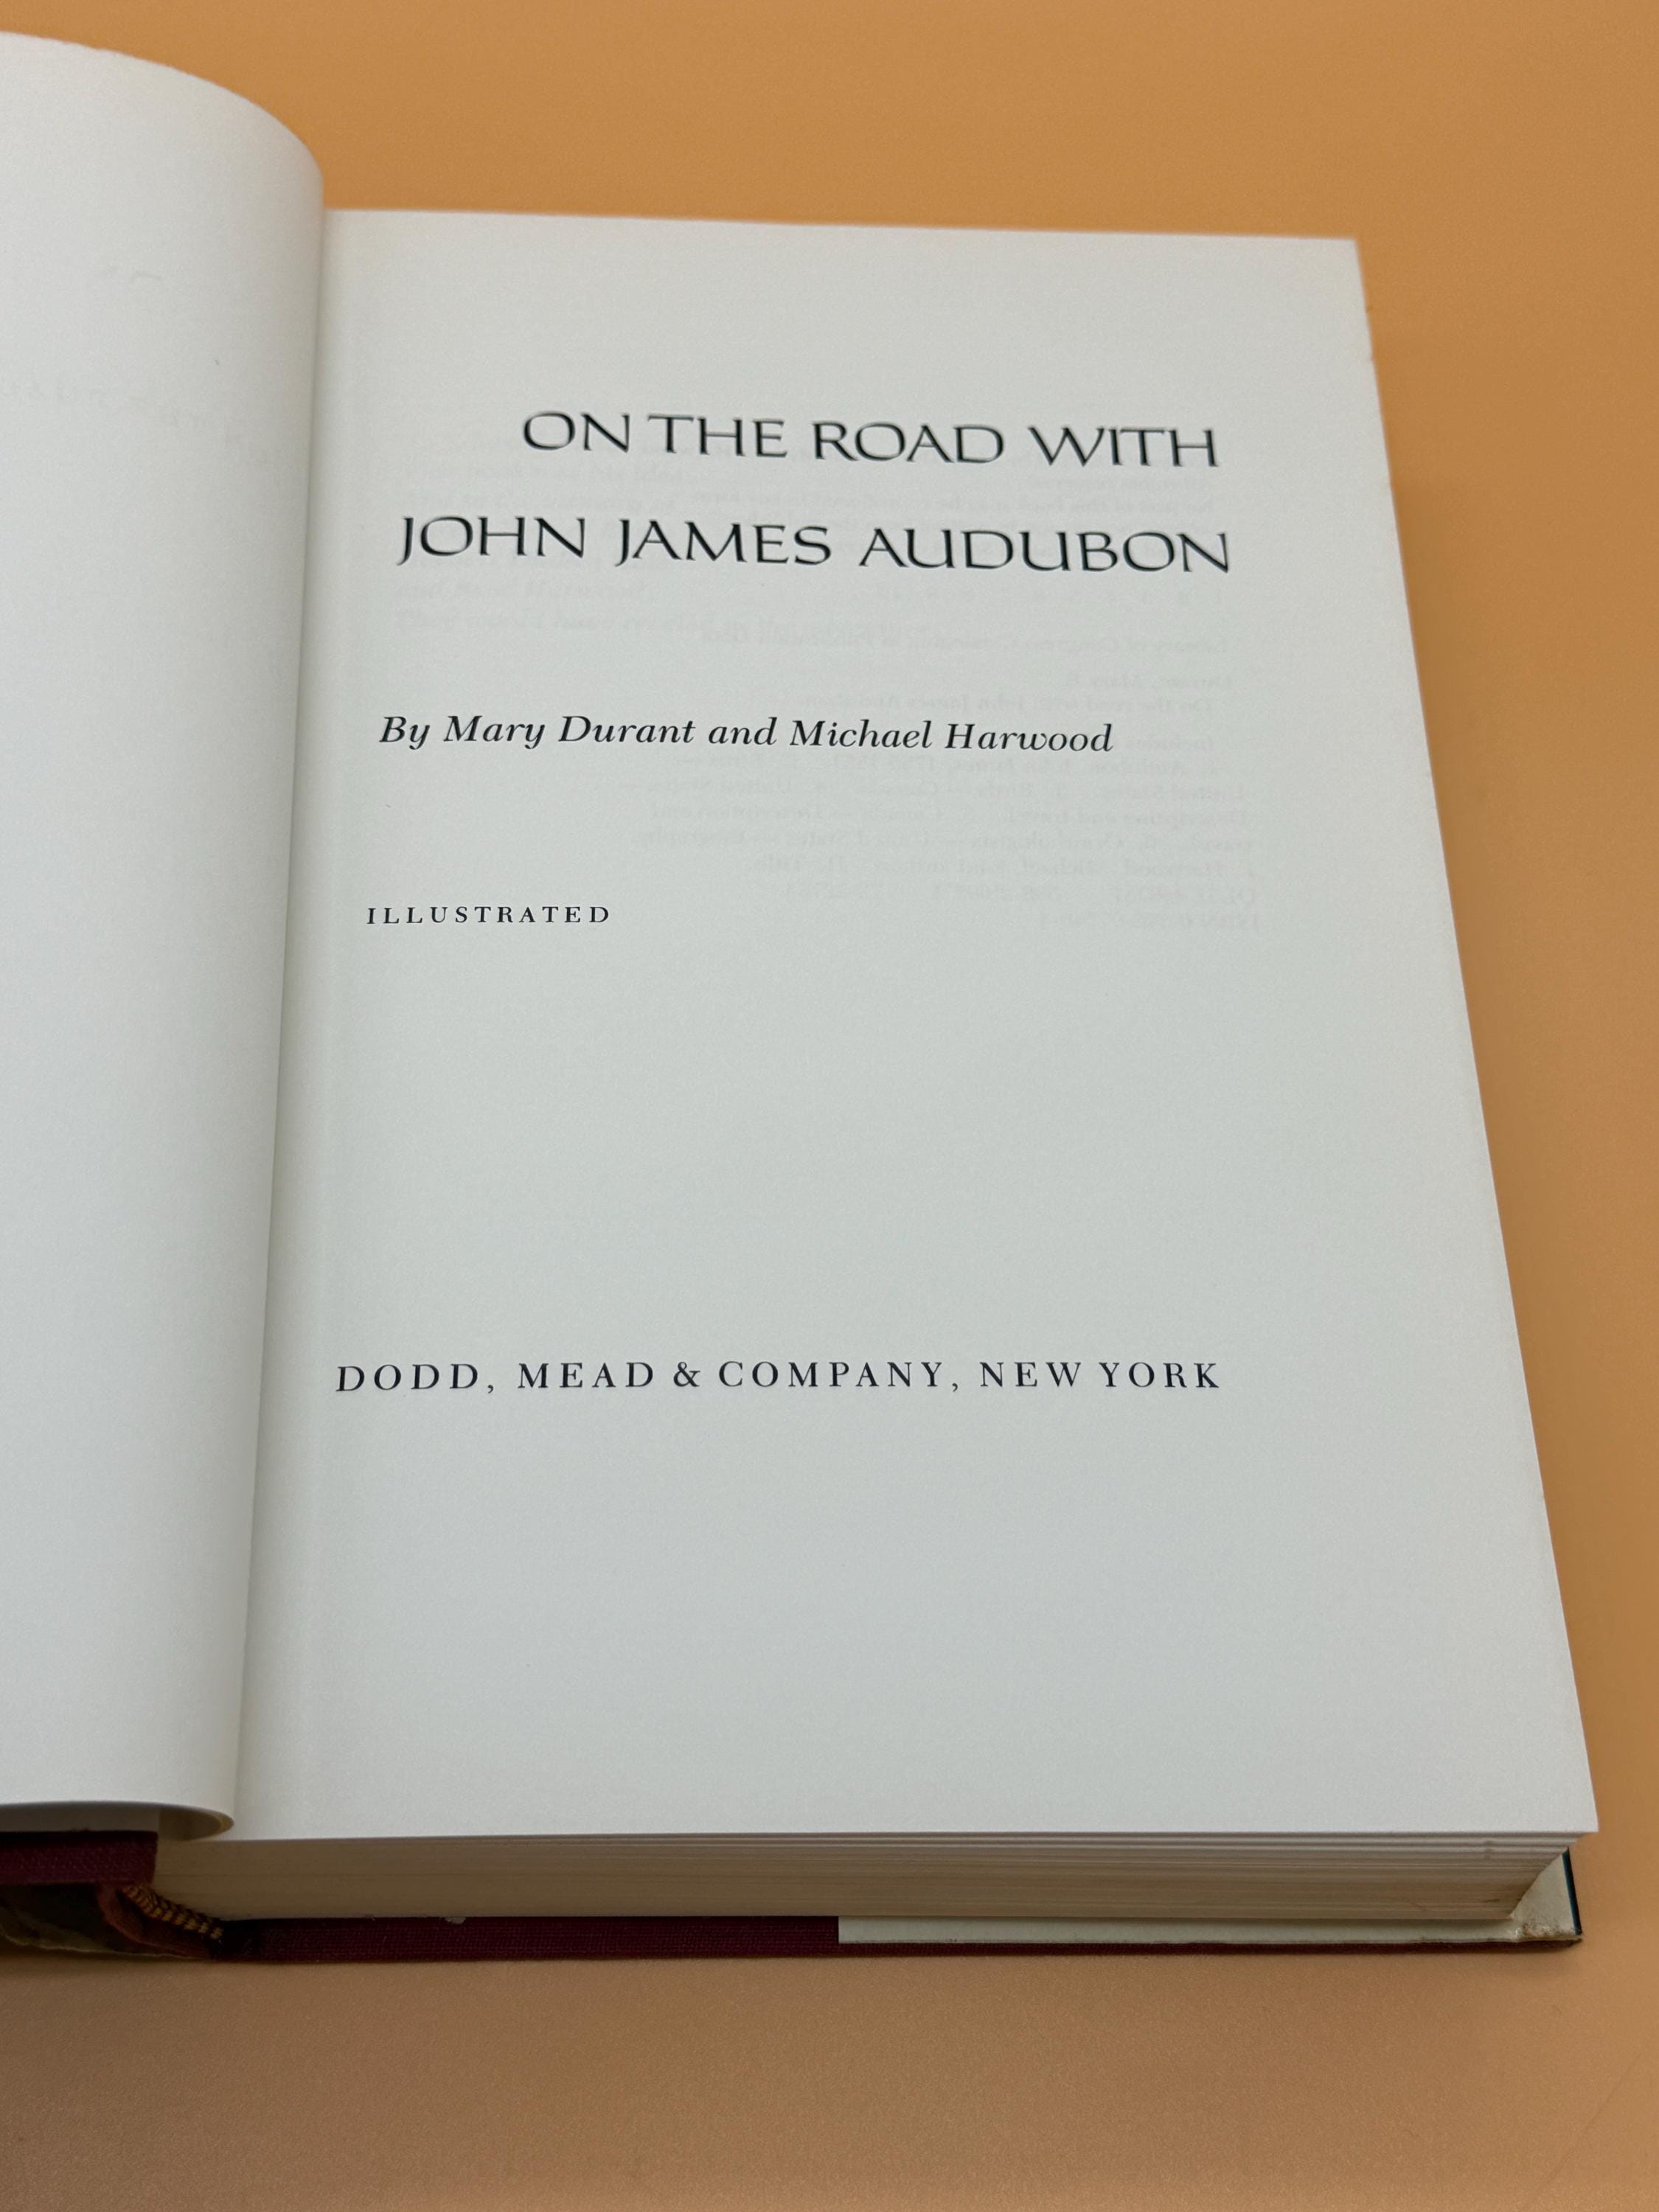 ON THE ROAD WITH
JOHN JAMES AUDUBON
By Mary Durant and Michael Harwood
ILLUSTRATED
DODD, MEAD & COMPANY, NEW YORK